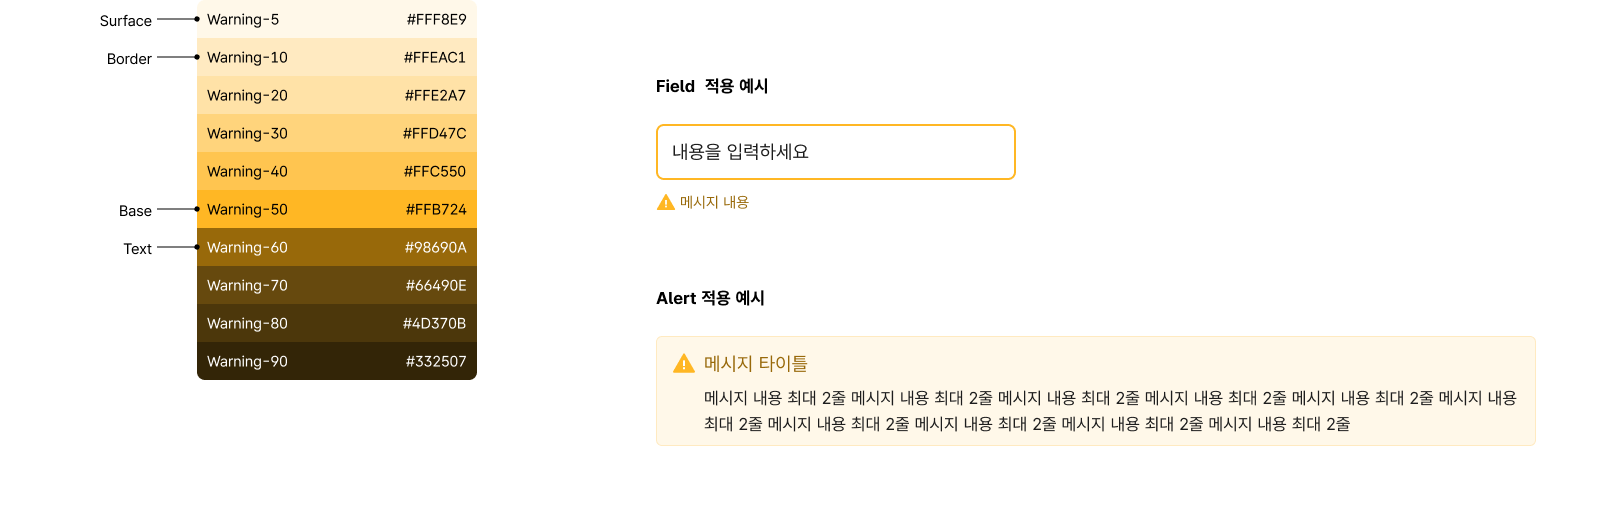 Surface
Warning-5 #FFF8E9
Border
Warning-10 #FFEAC1
Warning-20 #FFE2A7
Warning-30 #FFD47C
Warning-40 #FFC550
Base
Warning-50 #FFB724
Text
Warning-60 #98690A
Warning-70 #66490E
Warning-80 #4D370B
Warning-90 #332507
Field 적용 예시
내용을 입력하세요
메시지 내용
Alert 적용 예시
메시지 타이틀
메시지 내용 최대 2줄 메시지 내용 최대 2줄 메시지 내용 최대 2줄 메시지 내용 최대 2줄 메시지 내용 최대 2줄 메시지 내용
최대 2줄 메시지 내용 최대 2줄 메시지 내용 최대 2줄 메시지 내용 최대 2줄 메시지 내용 최대 2줄